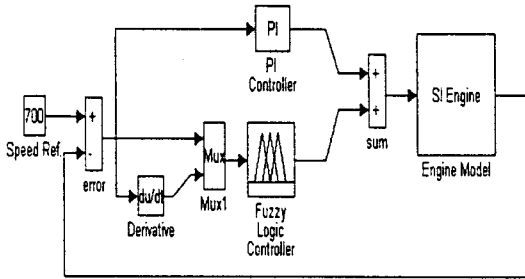 PI
PI
Controller
700
Speed Ref.
+
-
error
du/dt
Derivative
Mux
Mux1
Fuzzy
Logic
Controller
+
+
sum
SI Engine
Engine Model